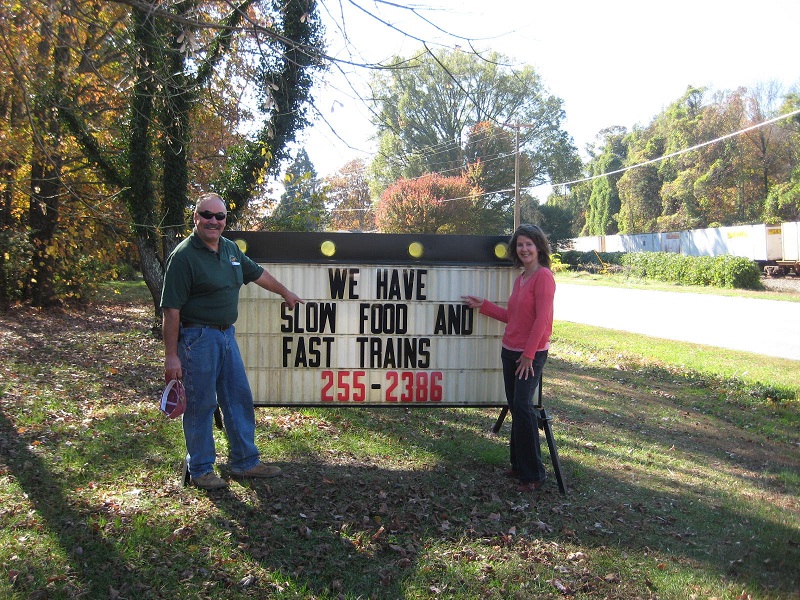 WE HAVE
SLOW FOOD AND
FAST TRAINS
255-2386